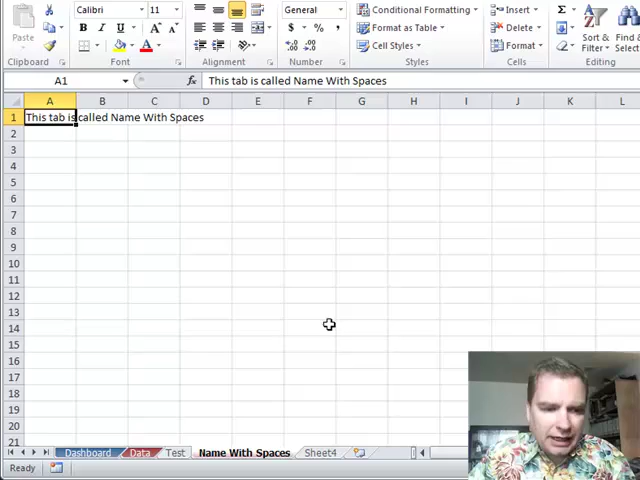 Calibri 11 A A General Conditional Formatting Insert Σ
Paste B I U A $ % , Format as Table Delete Sort & Find &
.0 .00 Cell Styles Format Filter Select
Clipboard Font Alignment Number Styles Cells Editing
A1 fx This tab is called Name With Spaces
A B C D E F G H I J K L
1 This tab is called Name With Spaces
2
3
4
5
6
7
8
9
10
11
12
13
14
15
16
17
18
19
20
21
Dashboard Data Test Name With Spaces Sheet4
Ready